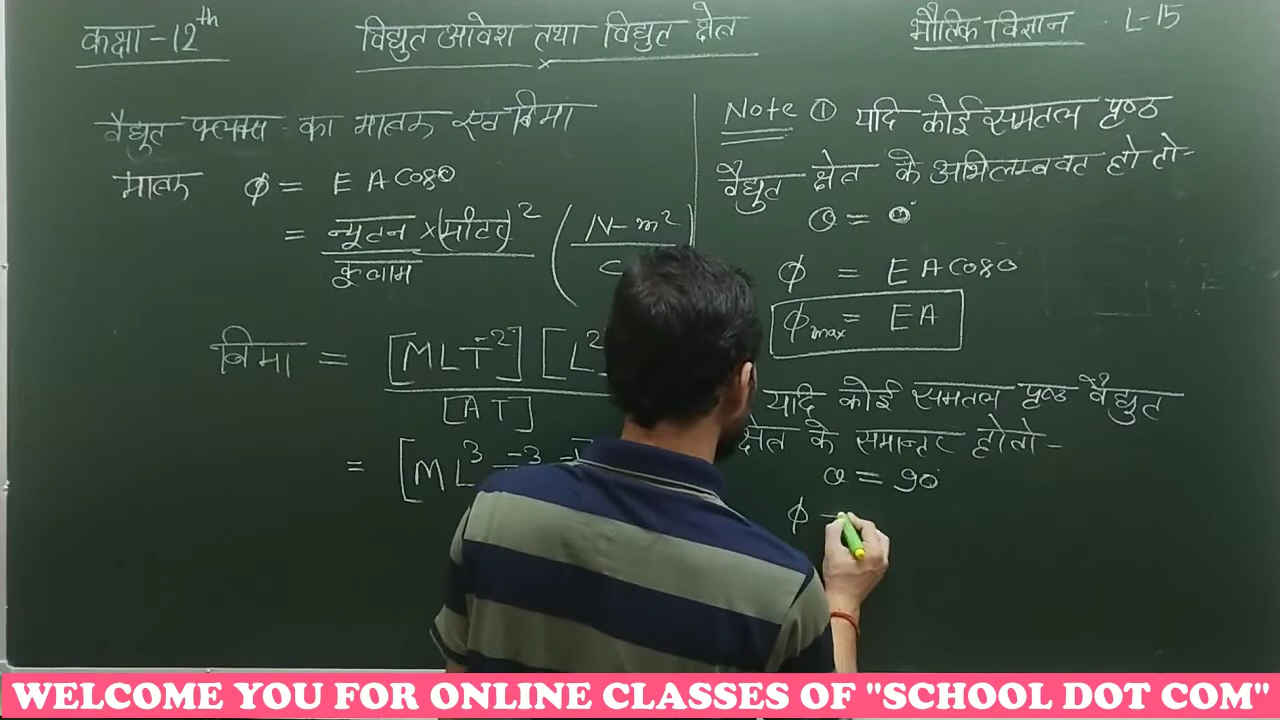 कक्षा - 12th
विद्युत आवेश तथा विद्युत क्षेत्र
भौतिक विज्ञान L-15
वैद्युत फ्लक्स का मात्रक एवं विमा
मात्रक ϕ = E A Cosθ
= न्यूटन × (मीटर)² / कूलाम (N-m² / C
विमा = [MLT⁻²] [L²
[AT]
= [ML³T⁻³
Note ① यदि कोई समतल पृष्ठ
वैद्युत क्षेत्र के अभिलम्बवत हो तो-
θ = 0°
ϕ = E A Cos0
ϕmax = EA
यदि कोई समतल पृष्ठ वैद्युत
क्षेत्र के समान्तर हो तो-
θ = 90°
ϕ
WELCOME YOU FOR ONLINE CLASSES OF "SCHOOL DOT COM"